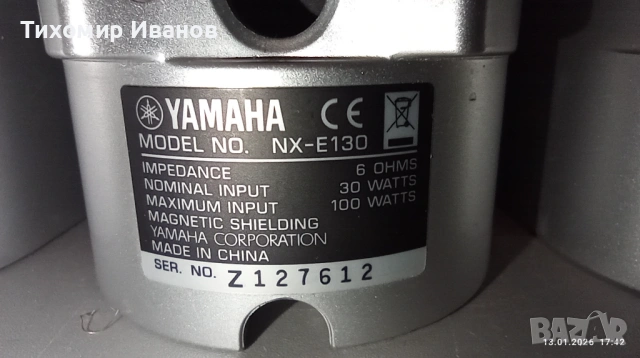 Тихомир Иванов
YAMAHA CE
MODEL NO. NX-E130
IMPEDANCE 6 OHMS
NOMINAL INPUT 30 WATTS
MAXIMUM INPUT 100 WATTS
MAGNETIC SHIELDING
YAMAHA CORPORATION
MADE IN CHINA
SER. NO. Z127612
BAZAR
13.01.2026 17:42